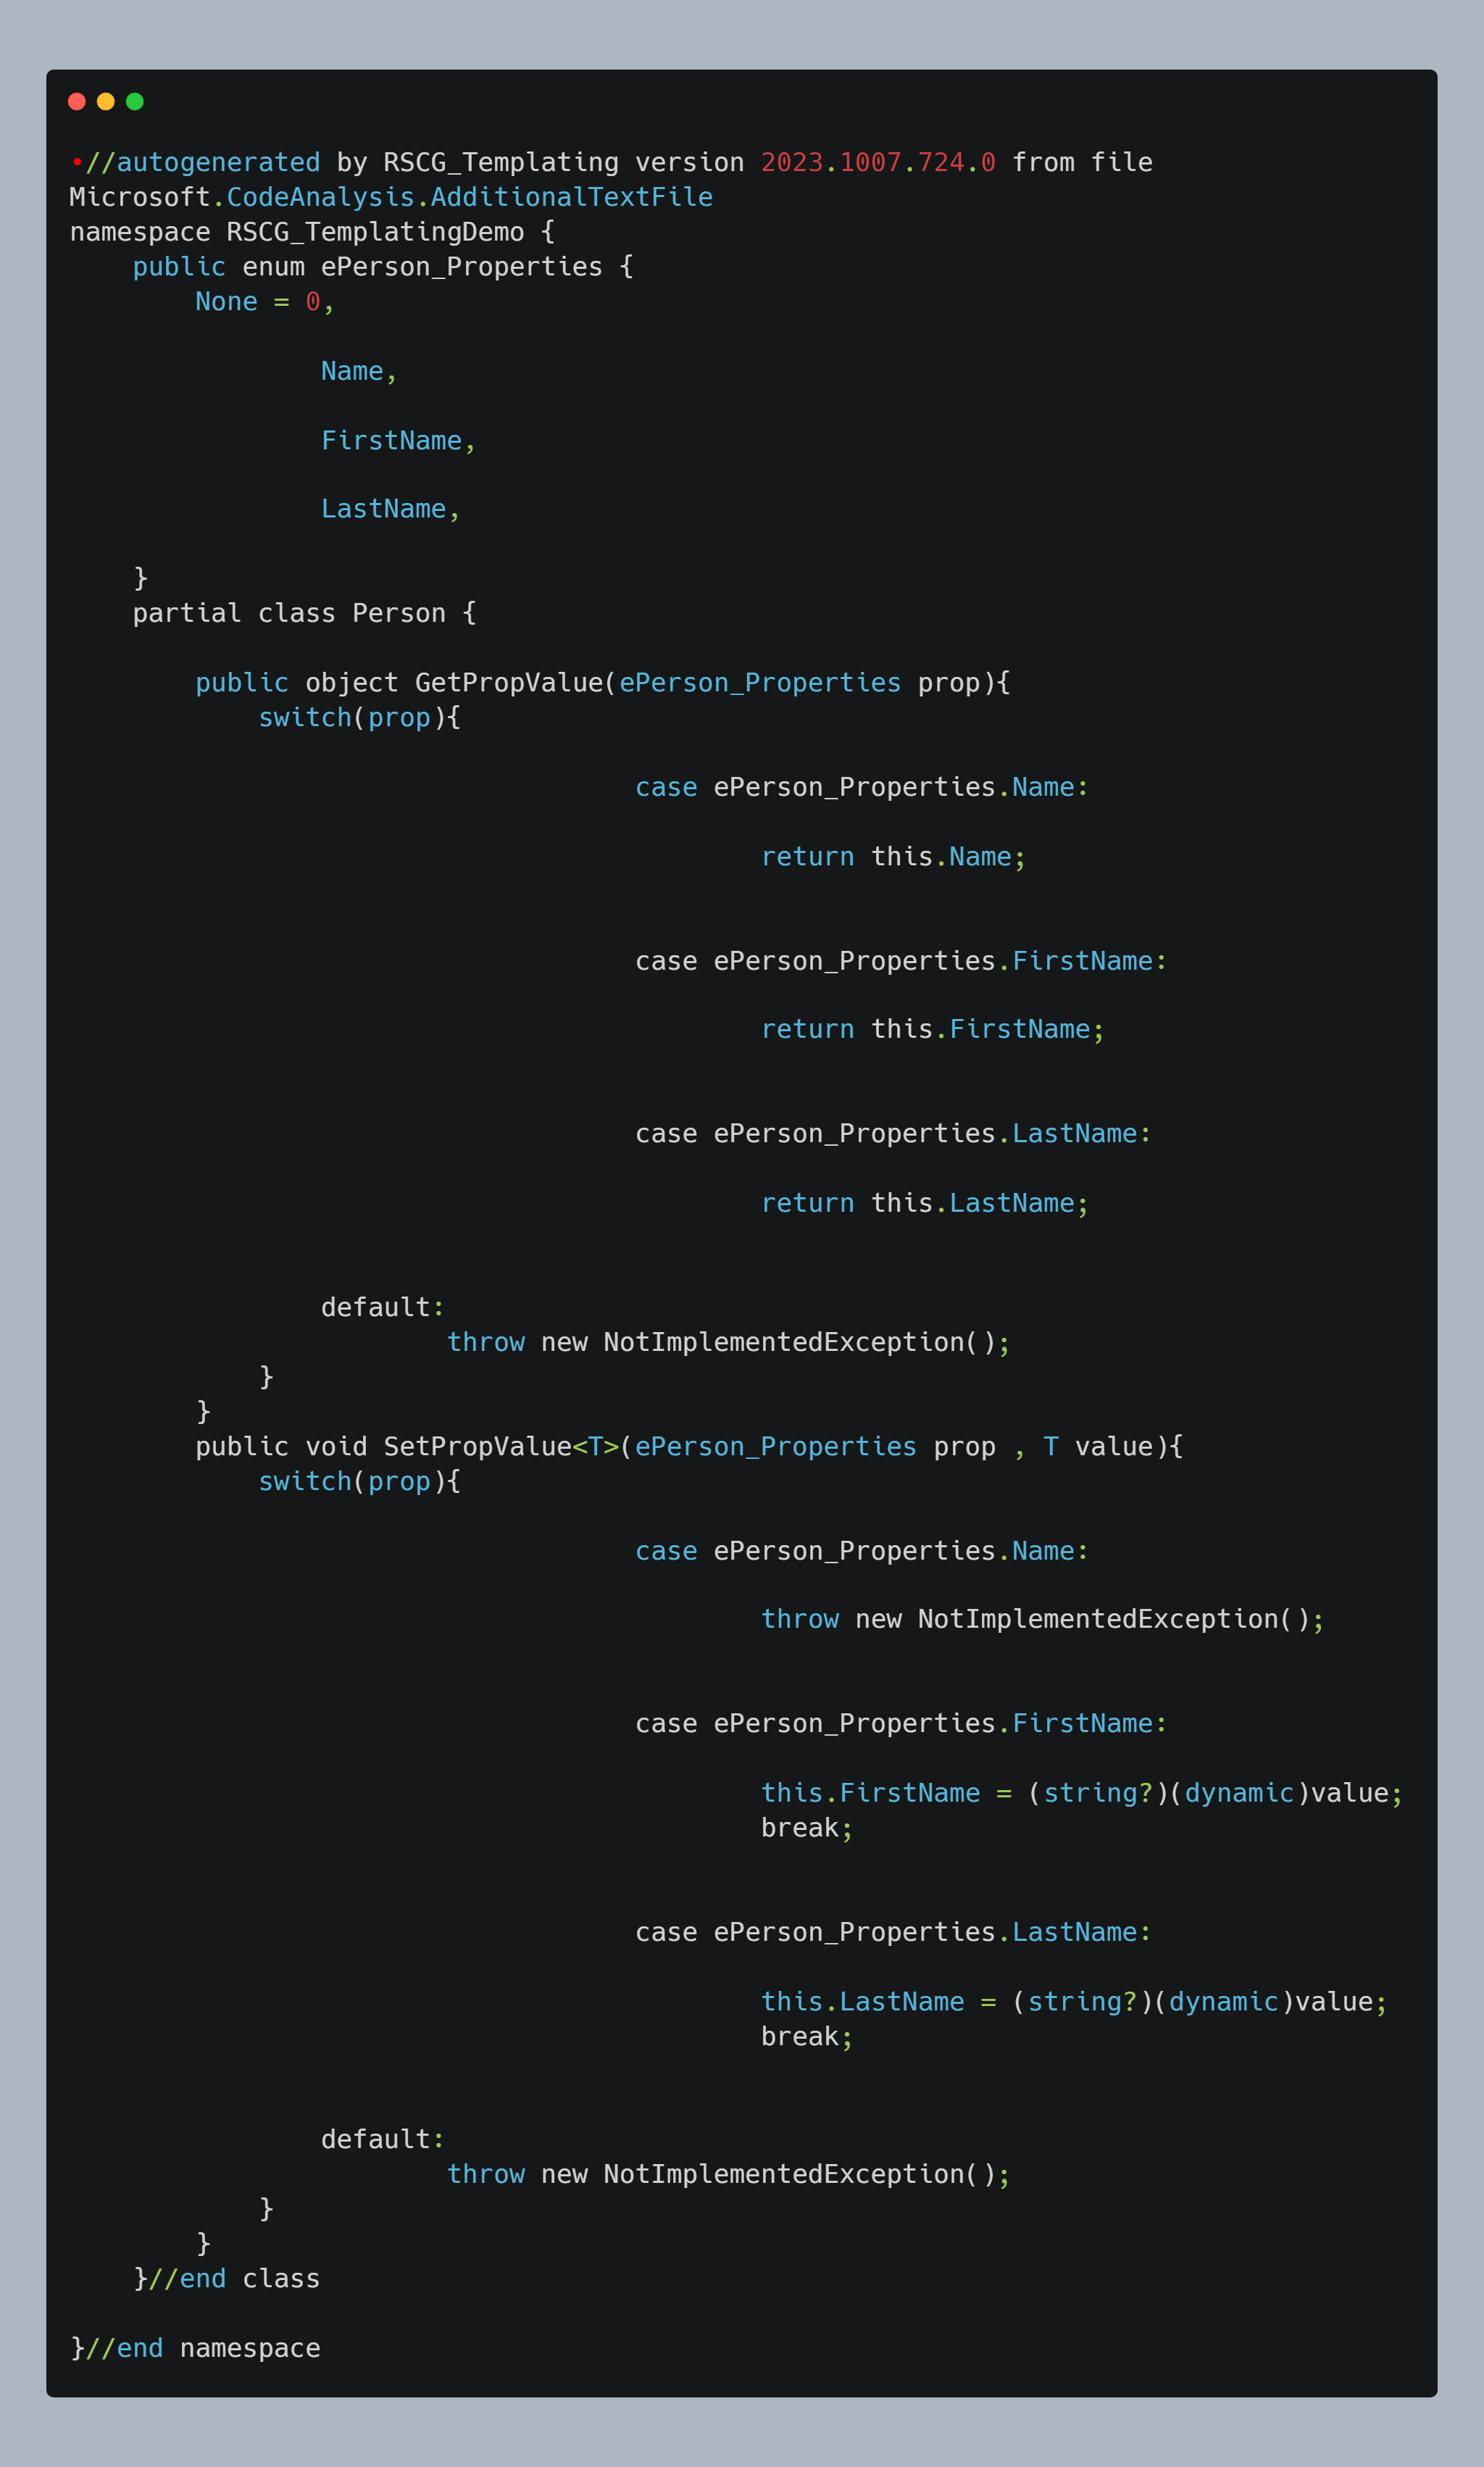 •//autogenerated by RSCG_Templating version 2023.1007.724.0 from file
Microsoft.CodeAnalysis.AdditionalTextFile
namespace RSCG_TemplatingDemo {
    public enum ePerson_Properties {
        None = 0,
                Name,
                FirstName,
                LastName,
    }
    partial class Person {
        public object GetPropValue(ePerson_Properties prop){
            switch(prop){
                                    case ePerson_Properties.Name:
                                            return this.Name;
                                    case ePerson_Properties.FirstName:
                                            return this.FirstName;
                                    case ePerson_Properties.LastName:
                                            return this.LastName;
                default:
                        throw new NotImplementedException();
            }
        }
        public void SetPropValue<T>(ePerson_Properties prop , T value){
            switch(prop){
                                    case ePerson_Properties.Name:
                                            throw new NotImplementedException();
                                    case ePerson_Properties.FirstName:
                                            this.FirstName = (string?)(dynamic)value;
                                            break;
                                    case ePerson_Properties.LastName:
                                            this.LastName = (string?)(dynamic)value;
                                            break;
                default:
                        throw new NotImplementedException();
            }
        }
    }//end class
}//end namespace